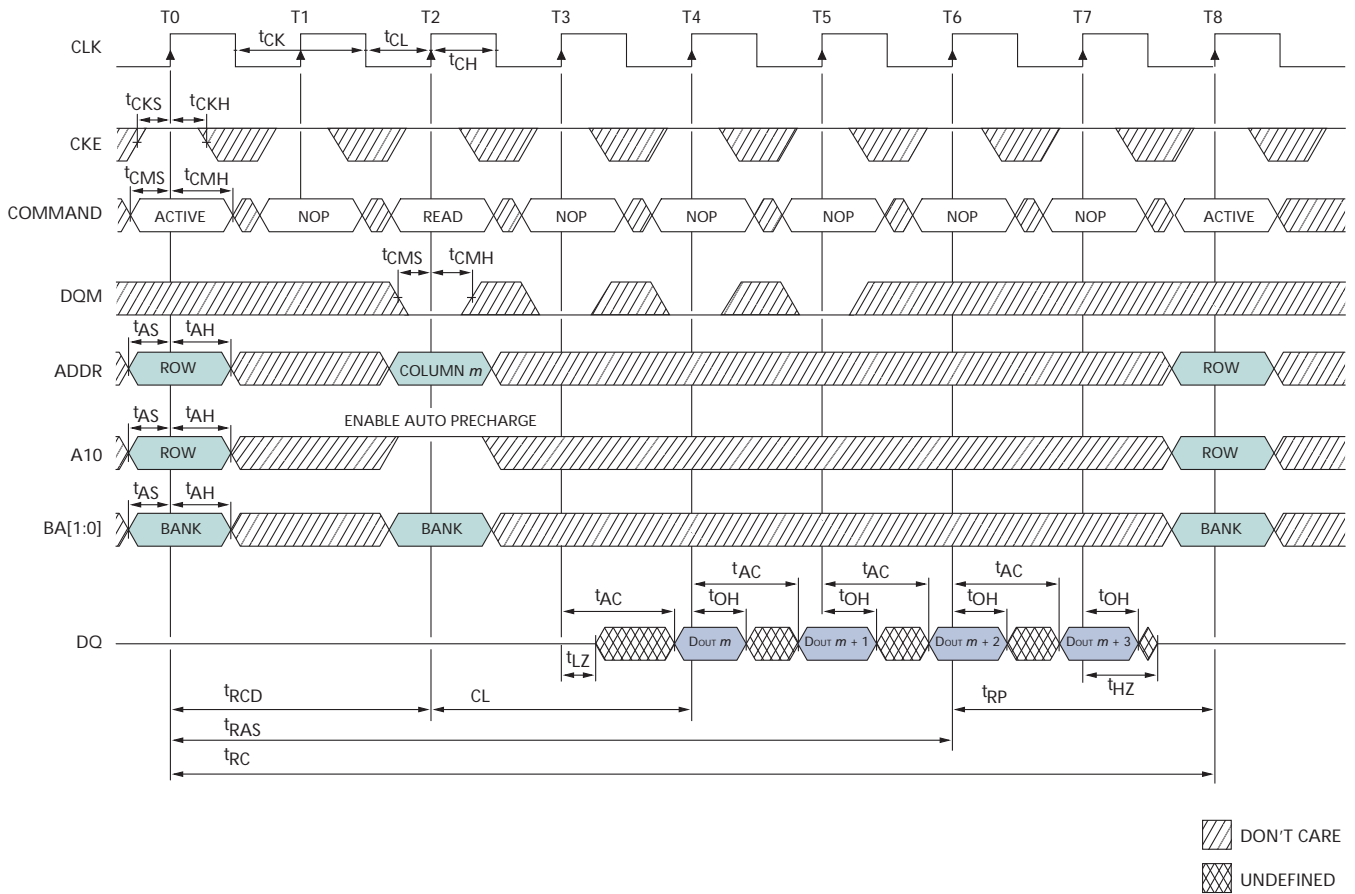 T0 T1 T2 T3 T4 T5 T6 T7 T8
CLK
tCK tCL
tCH
tCKS tCKH
CKE
tCMS tCMH
COMMAND ACTIVE NOP READ NOP NOP NOP NOP NOP ACTIVE
tCMS tCMH
DQM
tAS tAH
ADDR ROW COLUMN m ROW
tAS tAH ENABLE AUTO PRECHARGE
A10 ROW ROW
tAS tAH
BA[1:0] BANK BANK BANK
tAC tAC tAC
tAC tOH tOH tOH tOH
DQ DOUT m DOUT m + 1 DOUT m + 2 DOUT m + 3
tLZ tHZ
tRCD CL tRP
tRAS
tRC
DON'T CARE
UNDEFINED